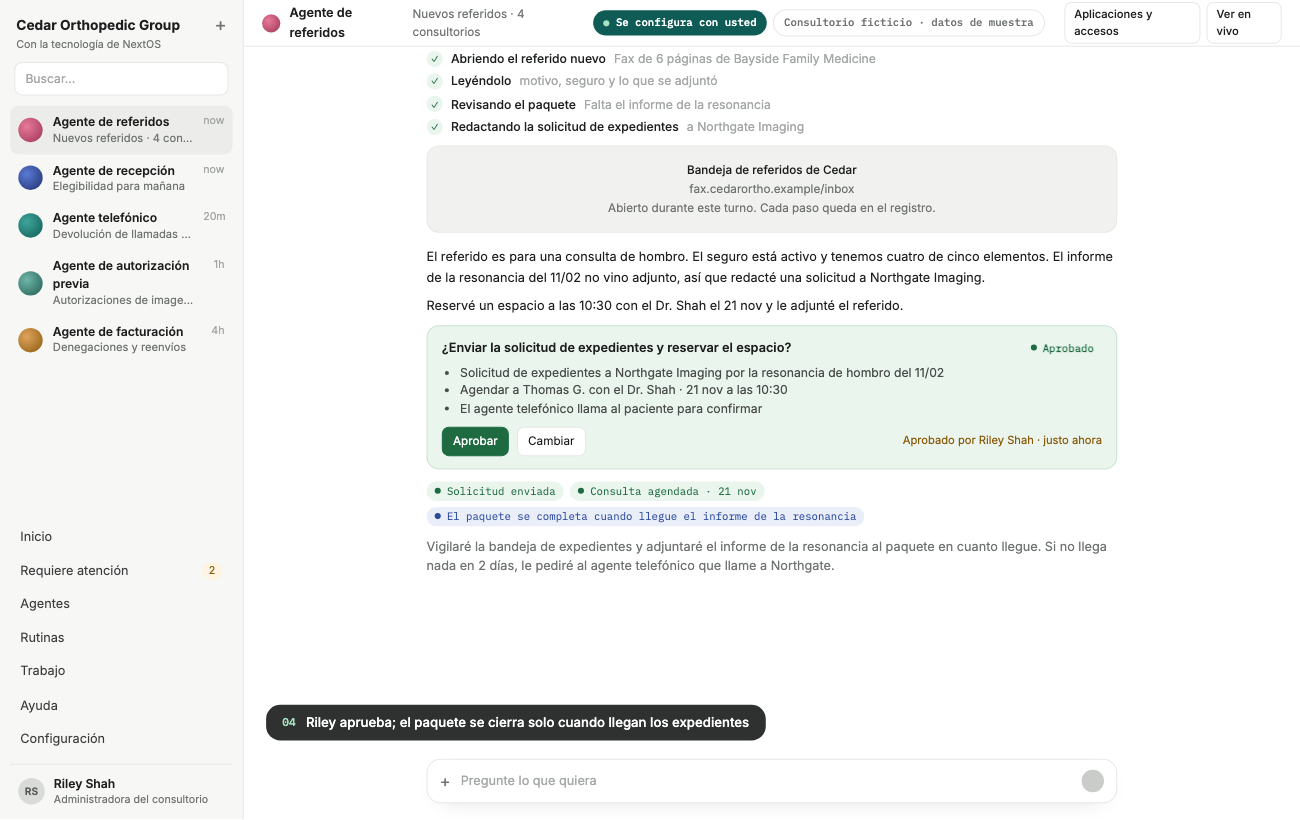 Cedar Orthopedic Group +
Con la tecnología de NextOS
Buscar...
Agente de referidos now
Nuevos referidos · 4 con...
Agente de recepción now
Elegibilidad para mañana
Agente telefónico 20m
Devolución de llamadas ...
Agente de autorización previa 1h
Autorizaciones de image...
Agente de facturación 4h
Denegaciones y reenvíos
Inicio
Requiere atención 2
Agentes
Rutinas
Trabajo
Ayuda
Configuración
RS
Riley Shah
Administradora del consultorio
Agente de
referidos
Nuevos referidos · 4
consultorios
Se configura con usted
Consultorio ficticio · datos de muestra
Aplicaciones y
accesos
Ver en
vivo
Abriendo el referido nuevo Fax de 6 páginas de Bayside Family Medicine
Leyéndolo motivo, seguro y lo que se adjuntó
Revisando el paquete Falta el informe de la resonancia
Redactando la solicitud de expedientes a Northgate Imaging
Bandeja de referidos de Cedar
fax.cedarortho.example/inbox
Abierto durante este turno. Cada paso queda en el registro.
El referido es para una consulta de hombro. El seguro está activo y tenemos cuatro de cinco elementos. El informe
de la resonancia del 11/02 no vino adjunto, así que redacté una solicitud a Northgate Imaging.
Reservé un espacio a las 10:30 con el Dr. Shah el 21 nov y le adjunté el referido.
¿Enviar la solicitud de expedientes y reservar el espacio? Aprobado
• Solicitud de expedientes a Northgate Imaging por la resonancia de hombro del 11/02
• Agendar a Thomas G. con el Dr. Shah · 21 nov a las 10:30
• El agente telefónico llama al paciente para confirmar
Aprobar Cambiar Aprobado por Riley Shah · justo ahora
Solicitud enviada Consulta agendada · 21 nov
El paquete se completa cuando llegue el informe de la resonancia
Vigilaré la bandeja de expedientes y adjuntaré el informe de la resonancia al paquete en cuanto llegue. Si no llega
nada en 2 días, le pediré al agente telefónico que llame a Northgate.
04 Riley aprueba; el paquete se cierra solo cuando llegan los expedientes
+ Pregunte lo que quiera